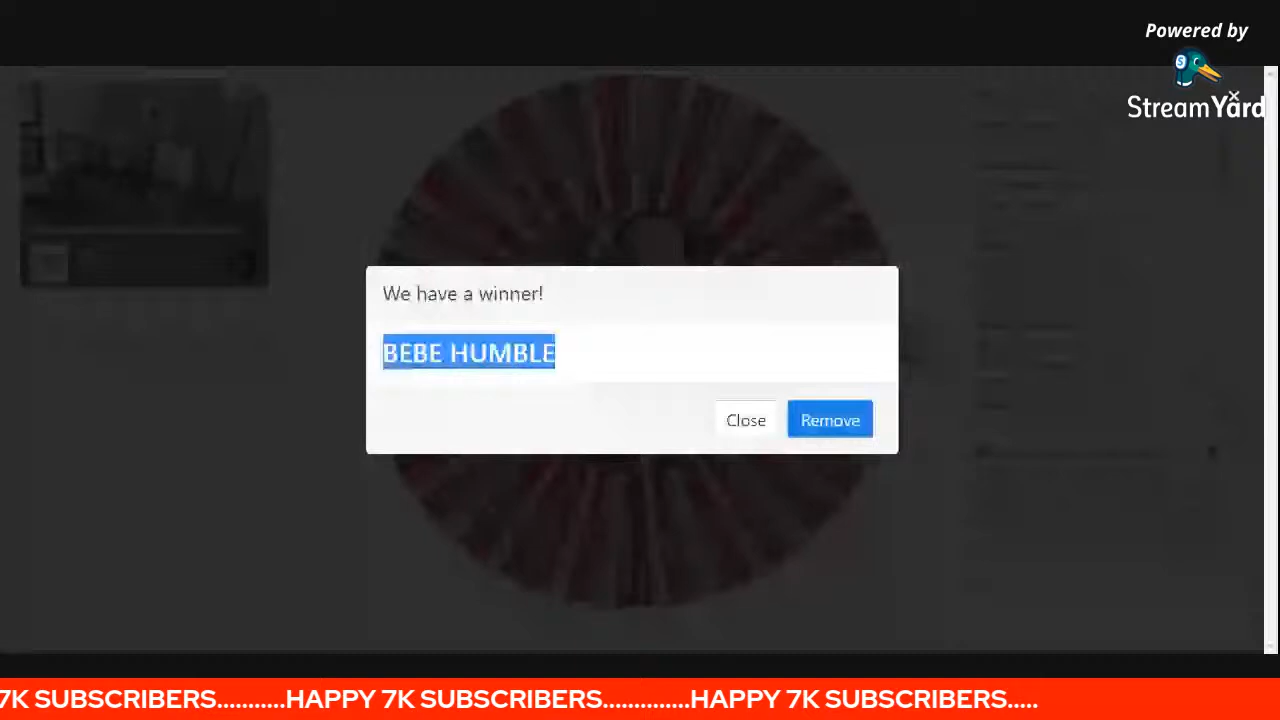 Powered by
StreamYard
We have a winner!
BEBE HUMBLE
Close
Remove
7K SUBSCRIBERS...........HAPPY 7K SUBSCRIBERS..............HAPPY 7K SUBSCRIBERS.....